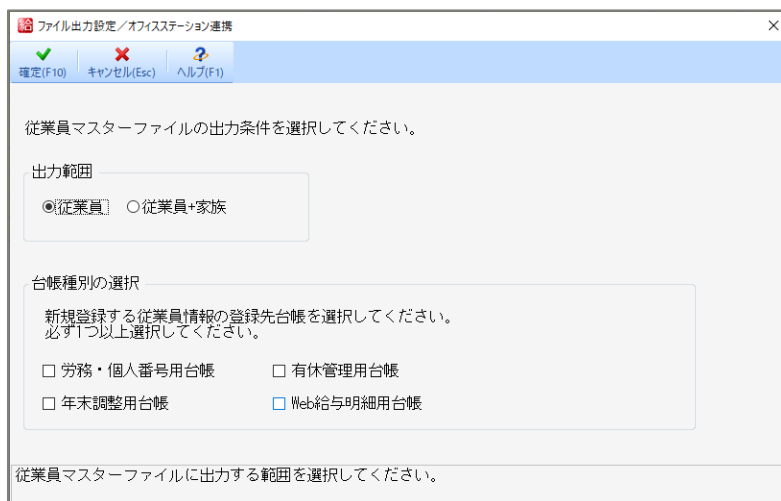 給 ファイル出力設定／オフィスステーション連携
確定(F10) キャンセル(Esc) ヘルプ(F1)
従業員マスターファイルの出力条件を選択してください。
出力範囲
従業員 従業員+家族
台帳種別の選択
新規登録する従業員情報の登録先台帳を選択してください。
必ず1つ以上選択してください。
労務・個人番号用台帳 有休管理用台帳
年末調整用台帳 Web給与明細用台帳
従業員マスターファイルに出力する範囲を選択してください。